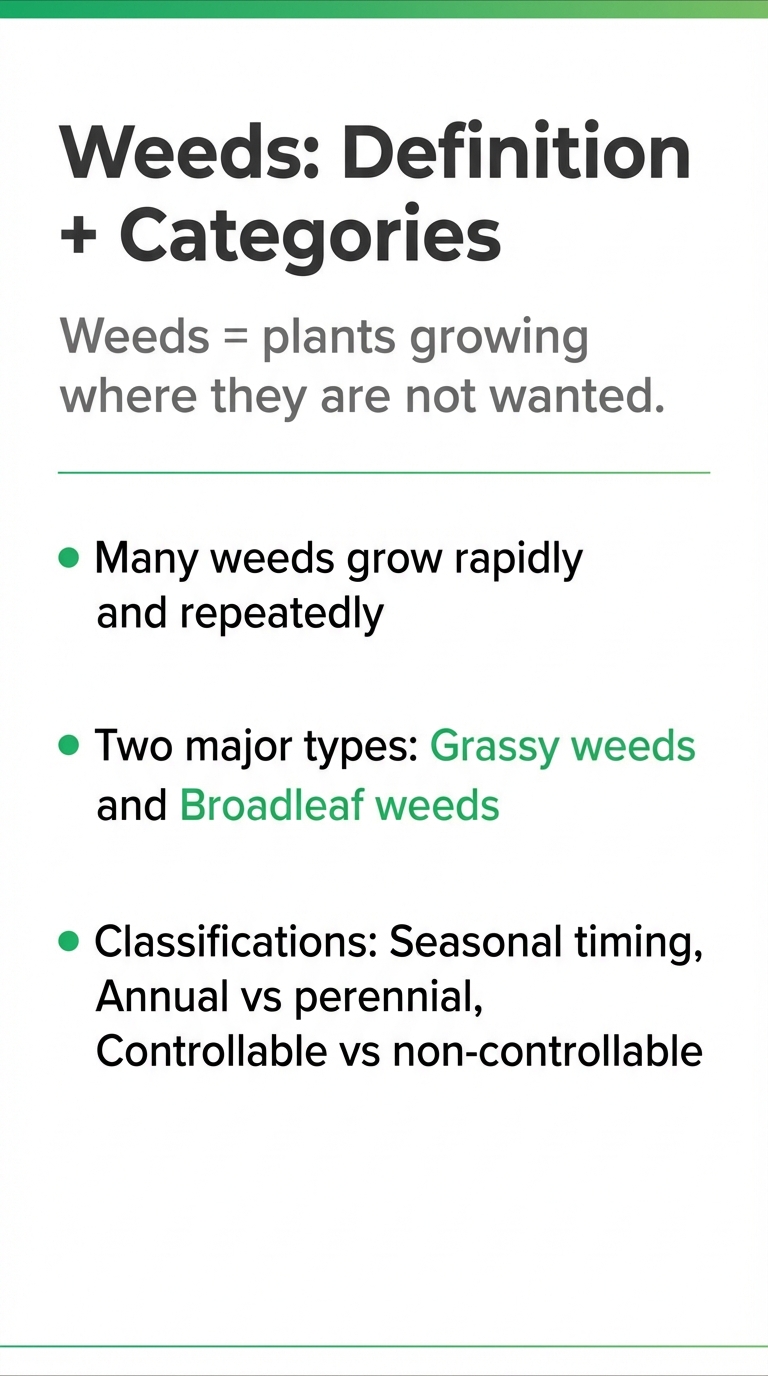 Weeds: Definition
+ Categories
Weeds = plants growing
where they are not wanted.
• Many weeds grow rapidly
and repeatedly
• Two major types: Grassy weeds
and Broadleaf weeds
• Classifications: Seasonal timing,
Annual vs perennial,
Controllable vs non-controllable